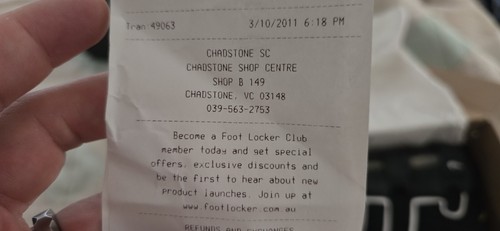 Tran 49063 3/10/2011 6:18 PM
CHADSTONE SC
CHADSTONE SHOP CENTRE
SHOP B 149
CHADSTONE, VC 03148
039-563-2753
Become a Foot Locker Club
member today and get special
offers, exclusive discounts and
be the first to hear about new
product launches. Join up at
www.footlocker.com.au
REFUNDS AND EXCHANGES